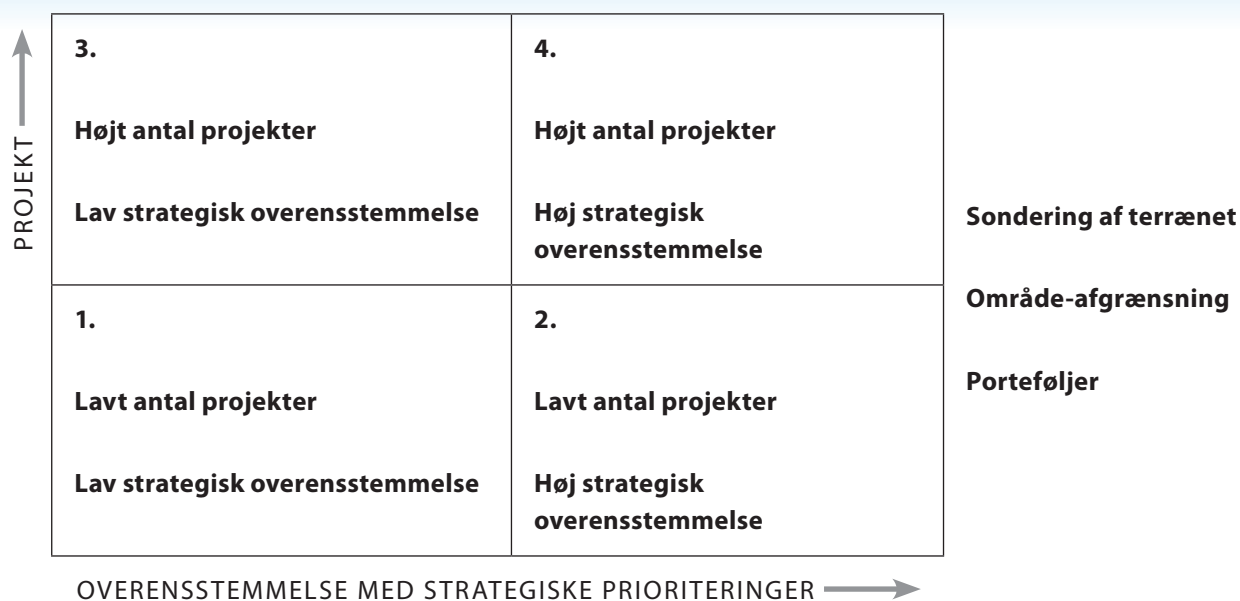 PROJEKT
3.
Højt antal projekter
Lav strategisk overensstemmelse
4.
Højt antal projekter
Høj strategisk
overensstemmelse
1.
Lavt antal projekter
Lav strategisk overensstemmelse
2.
Lavt antal projekter
Høj strategisk
overensstemmelse
Sondering af terrænet
Område-afgrænsning
Porteføljer
OVERENSSTEMMELSE MED STRATEGISKE PRIORITERINGER